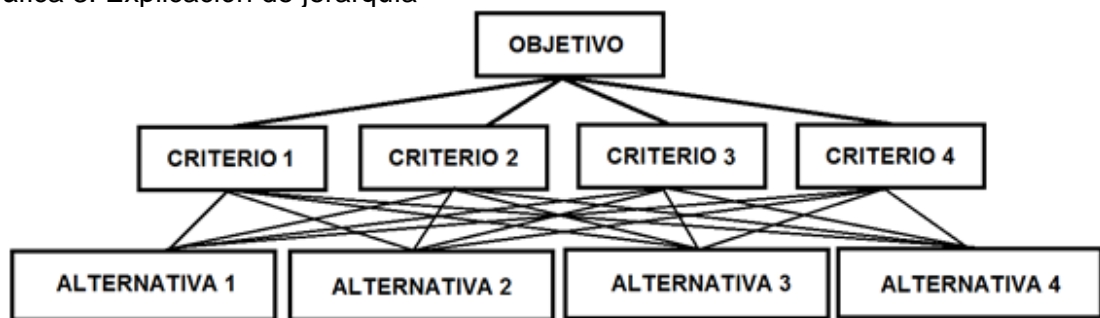 Explicación de jerarquía
OBJETIVO
CRITERIO 1
CRITERIO 2
CRITERIO 3
CRITERIO 4
ALTERNATIVA 1
ALTERNATIVA 2
ALTERNATIVA 3
ALTERNATIVA 4